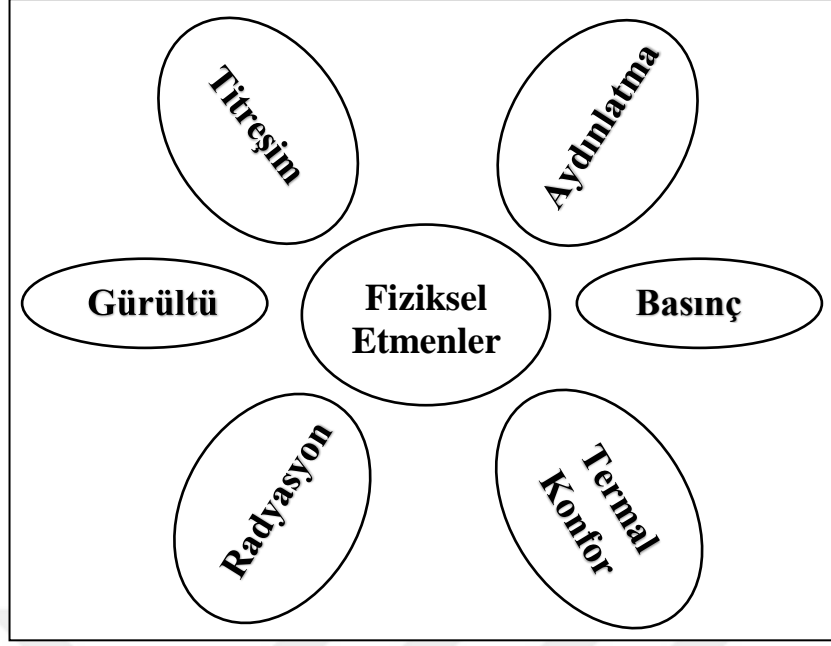 Titreşim
Aydınlatma
Gürültü
Fiziksel
Etmenler
Basınç
Radyasyon
Termal
Konfor